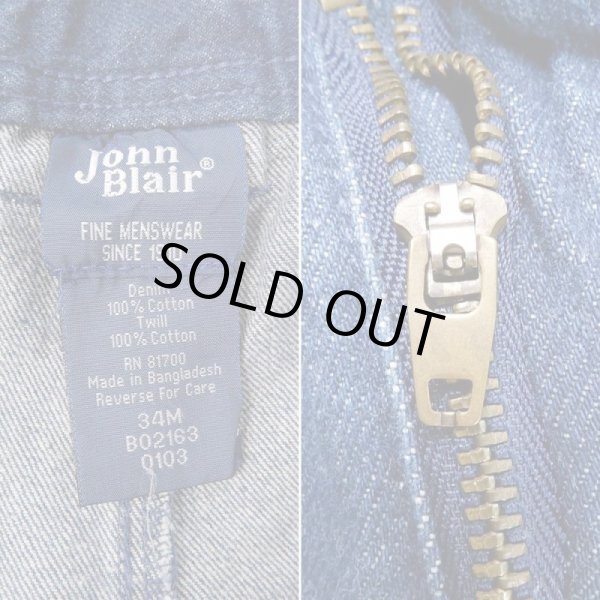 John
Blair®
FINE MENSWEAR
SINCE 1910
SOLD OUT
Denim
100% Cotton
Twill
100% Cotton
RN 81700
Made in Bangladesh
Reverse For Care
34M
B02163
0103